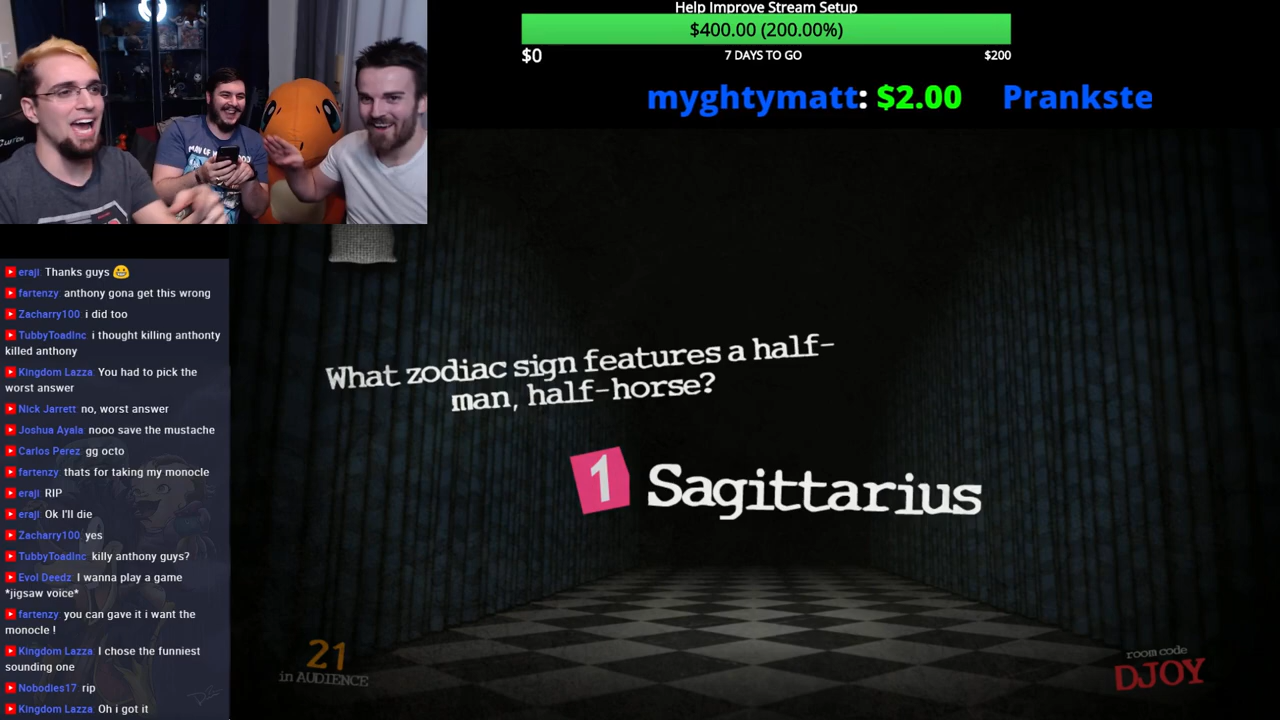 Help Improve Stream Setup
$400.00 (200.00%)
$0
7 DAYS TO GO
$200
myghtymatt: $2.00 Prankste
eraji: Thanks guys 😁
fartenzy: anthony gona get this wrong
Zacharry100: i did too
TubbyToadInc: i thought killing anthonty
killed anthony
Kingdom Lazza: You had to pick the
worst answer
Nick Jarrett: no, worst answer
Joshua Ayala: nooo save the mustache
Carlos Perez: gg octo
fartenzy: thats for taking my monocle
eraji: RIP
eraji: Ok I'll die
Zacharry100: yes
TubbyToadInc: killy anthony guys?
Evol Deedz: I wanna play a game
*jigsaw voice*
fartenzy: you can gave it i want the
monocle !
Kingdom Lazza: I chose the funniest
sounding one
Nobodies17: rip
Kingdom Lazza: Oh i got it
What zodiac sign features a half-
man, half-horse?
1 Sagittarius
21
in AUDIENCE
room code
DJOY